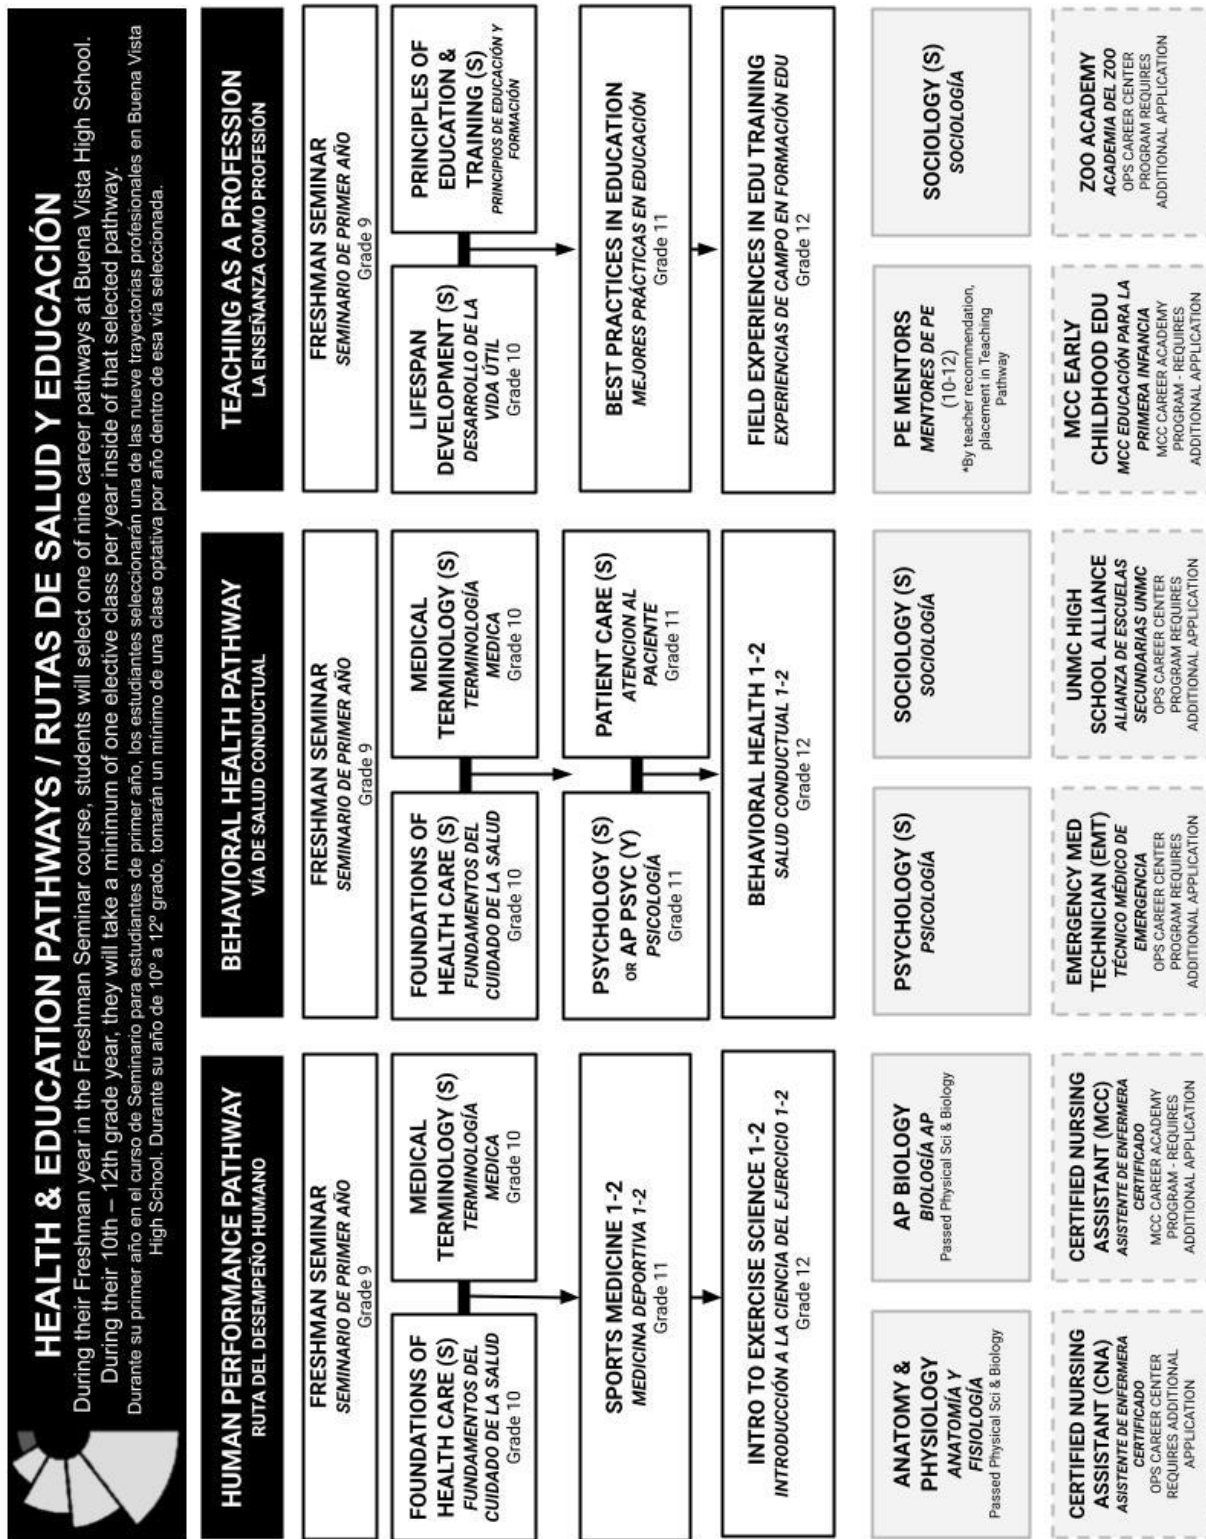 HEALTH & EDUCATION PATHWAYS / RUTAS DE SALUD Y EDUCACIÓN
During their Freshman year in the Freshman Seminar course, students will select one of nine career pathways at Buena Vista High School.
During their 10th – 12th grade year, they will take a minimum of one elective class per year inside of that selected pathway.
Durante su primer año en el curso de Seminario para estudiantes de primer año, los estudiantes seleccionarán una de las nueve trayectorias profesionales en Buena Vista
High School. Durante su año de 10º a 12º grado, tomarán un mínimo de una clase optativa por año dentro de esa vía seleccionada.
HUMAN PERFORMANCE PATHWAY
RUTA DEL DESEMPEÑO HUMANO
FRESHMAN SEMINAR
SEMINARIO DE PRIMER AÑO
Grade 9
FOUNDATIONS OF
HEALTH CARE (S)
FUNDAMENTOS DEL
CUIDADO DE LA SALUD
Grade 10
MEDICAL
TERMINOLOGY (S)
TERMINOLOGÍA
MEDICA
Grade 10
SPORTS MEDICINE 1-2
MEDICINA DEPORTIVA 1-2
Grade 11
INTRO TO EXERCISE SCIENCE 1-2
INTRODUCCIÓN A LA CIENCIA DEL EJERCICIO 1-2
Grade 12
ANATOMY &
PHYSIOLOGY
ANATOMÍA Y
FISIOLOGÍA
Passed Physical Sci & Biology
AP BIOLOGY
BIOLOGÍA AP
Passed Physical Sci & Biology
CERTIFIED NURSING
ASSISTANT (CNA)
ASISTENTE DE ENFERMERA
CERTIFICADO
OPS CAREER CENTER
REQUIRES ADDITIONAL
APPLICATION
CERTIFIED NURSING
ASSISTANT (MCC)
ASISTENTE DE ENFERMERA
CERTIFICADO
MCC CAREER ACADEMY
PROGRAM - REQUIRES
ADDITIONAL APPLICATION
BEHAVIORAL HEALTH PATHWAY
VÍA DE SALUD CONDUCTUAL
FRESHMAN SEMINAR
SEMINARIO DE PRIMER AÑO
Grade 9
FOUNDATIONS OF
HEALTH CARE (S)
FUNDAMENTOS DEL
CUIDADO DE LA SALUD
Grade 10
MEDICAL
TERMINOLOGY (S)
TERMINOLOGÍA
MEDICA
Grade 10
PSYCHOLOGY (S)
OR AP PSYC (Y)
PSICOLOGÍA
Grade 11
PATIENT CARE (S)
ATENCION AL
PACIENTE
Grade 11
BEHAVIORAL HEALTH 1-2
SALUD CONDUCTUAL 1-2
Grade 12
PSYCHOLOGY (S)
PSICOLOGÍA
SOCIOLOGY (S)
SOCIOLOGÍA
EMERGENCY MED
TECHNICIAN (EMT)
TÉCNICO MÉDICO DE
EMERGENCIA
OPS CAREER CENTER
PROGRAM REQUIRES
ADDITIONAL APPLICATION
UNMC HIGH
SCHOOL ALLIANCE
ALIANZA DE ESCUELAS
SECUNDARIAS UNMC
OPS CAREER CENTER
PROGRAM REQUIRES
ADDITIONAL APPLICATION
TEACHING AS A PROFESSION
LA ENSEÑANZA COMO PROFESIÓN
FRESHMAN SEMINAR
SEMINARIO DE PRIMER AÑO
Grade 9
LIFESPAN
DEVELOPMENT (S)
DESARROLLO DE LA
VIDA ÚTIL
Grade 10
PRINCIPLES OF
EDUCATION &
TRAINING (S)
PRINCIPIOS DE EDUCACIÓN Y
FORMACIÓN
BEST PRACTICES IN EDUCATION
MEJORES PRÁCTICAS EN EDUCACIÓN
Grade 11
FIELD EXPERIENCES IN EDU TRAINING
EXPERIENCIAS DE CAMPO EN FORMACIÓN EDU
Grade 12
PE MENTORS
MENTORES DE PE
(10-12)
*By teacher recommendation,
placement in Teaching
Pathway
SOCIOLOGY (S)
SOCIOLOGÍA
MCC EARLY
CHILDHOOD EDU
MCC EDUCACIÓN PARA LA
PRIMERA INFANCIA
MCC CAREER ACADEMY
PROGRAM - REQUIRES
ADDITIONAL APPLICATION
ZOO ACADEMY
ACADEMIA DEL ZOO
OPS CAREER CENTER
PROGRAM REQUIRES
ADDITIONAL APPLICATION